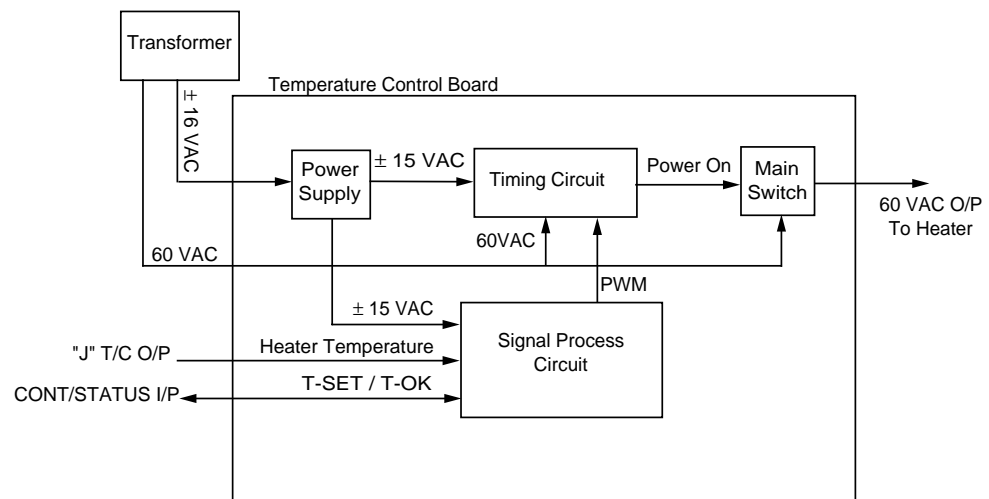 Transformer
Temperature Control Board
± 16 VAC
Power
Supply
± 15 VAC
Timing Circuit
Power On
Main
Switch
60 VAC O/P
To Heater
60 VAC
60VAC
PWM
± 15 VAC
Signal Process
Circuit
"J" T/C O/P
Heater Temperature
CONT/STATUS I/P
T-SET / T-OK